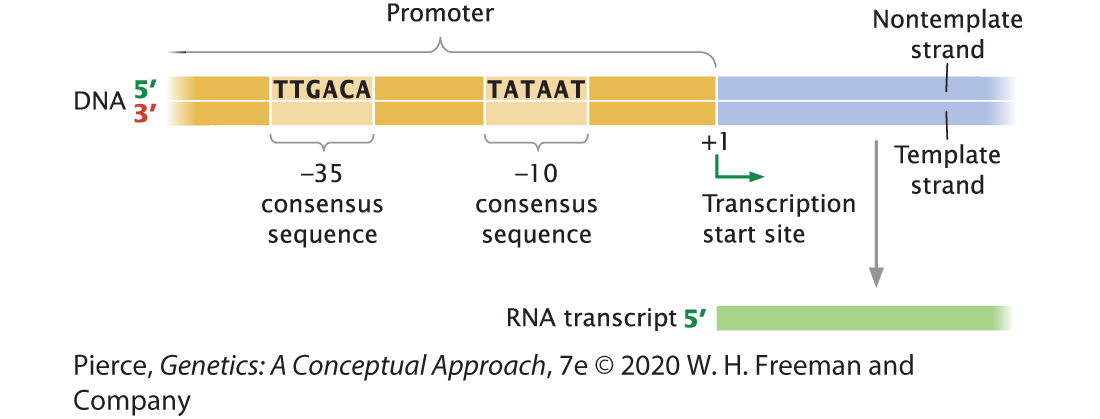 Promoter
Nontemplate
strand
DNA 5′
3′
TTGACA
TATAAT
–35
consensus
sequence
–10
consensus
sequence
+1
Transcription
start site
Template
strand
RNA transcript 5′
Pierce, Genetics: A Conceptual Approach, 7e © 2020 W. H. Freeman and
Company